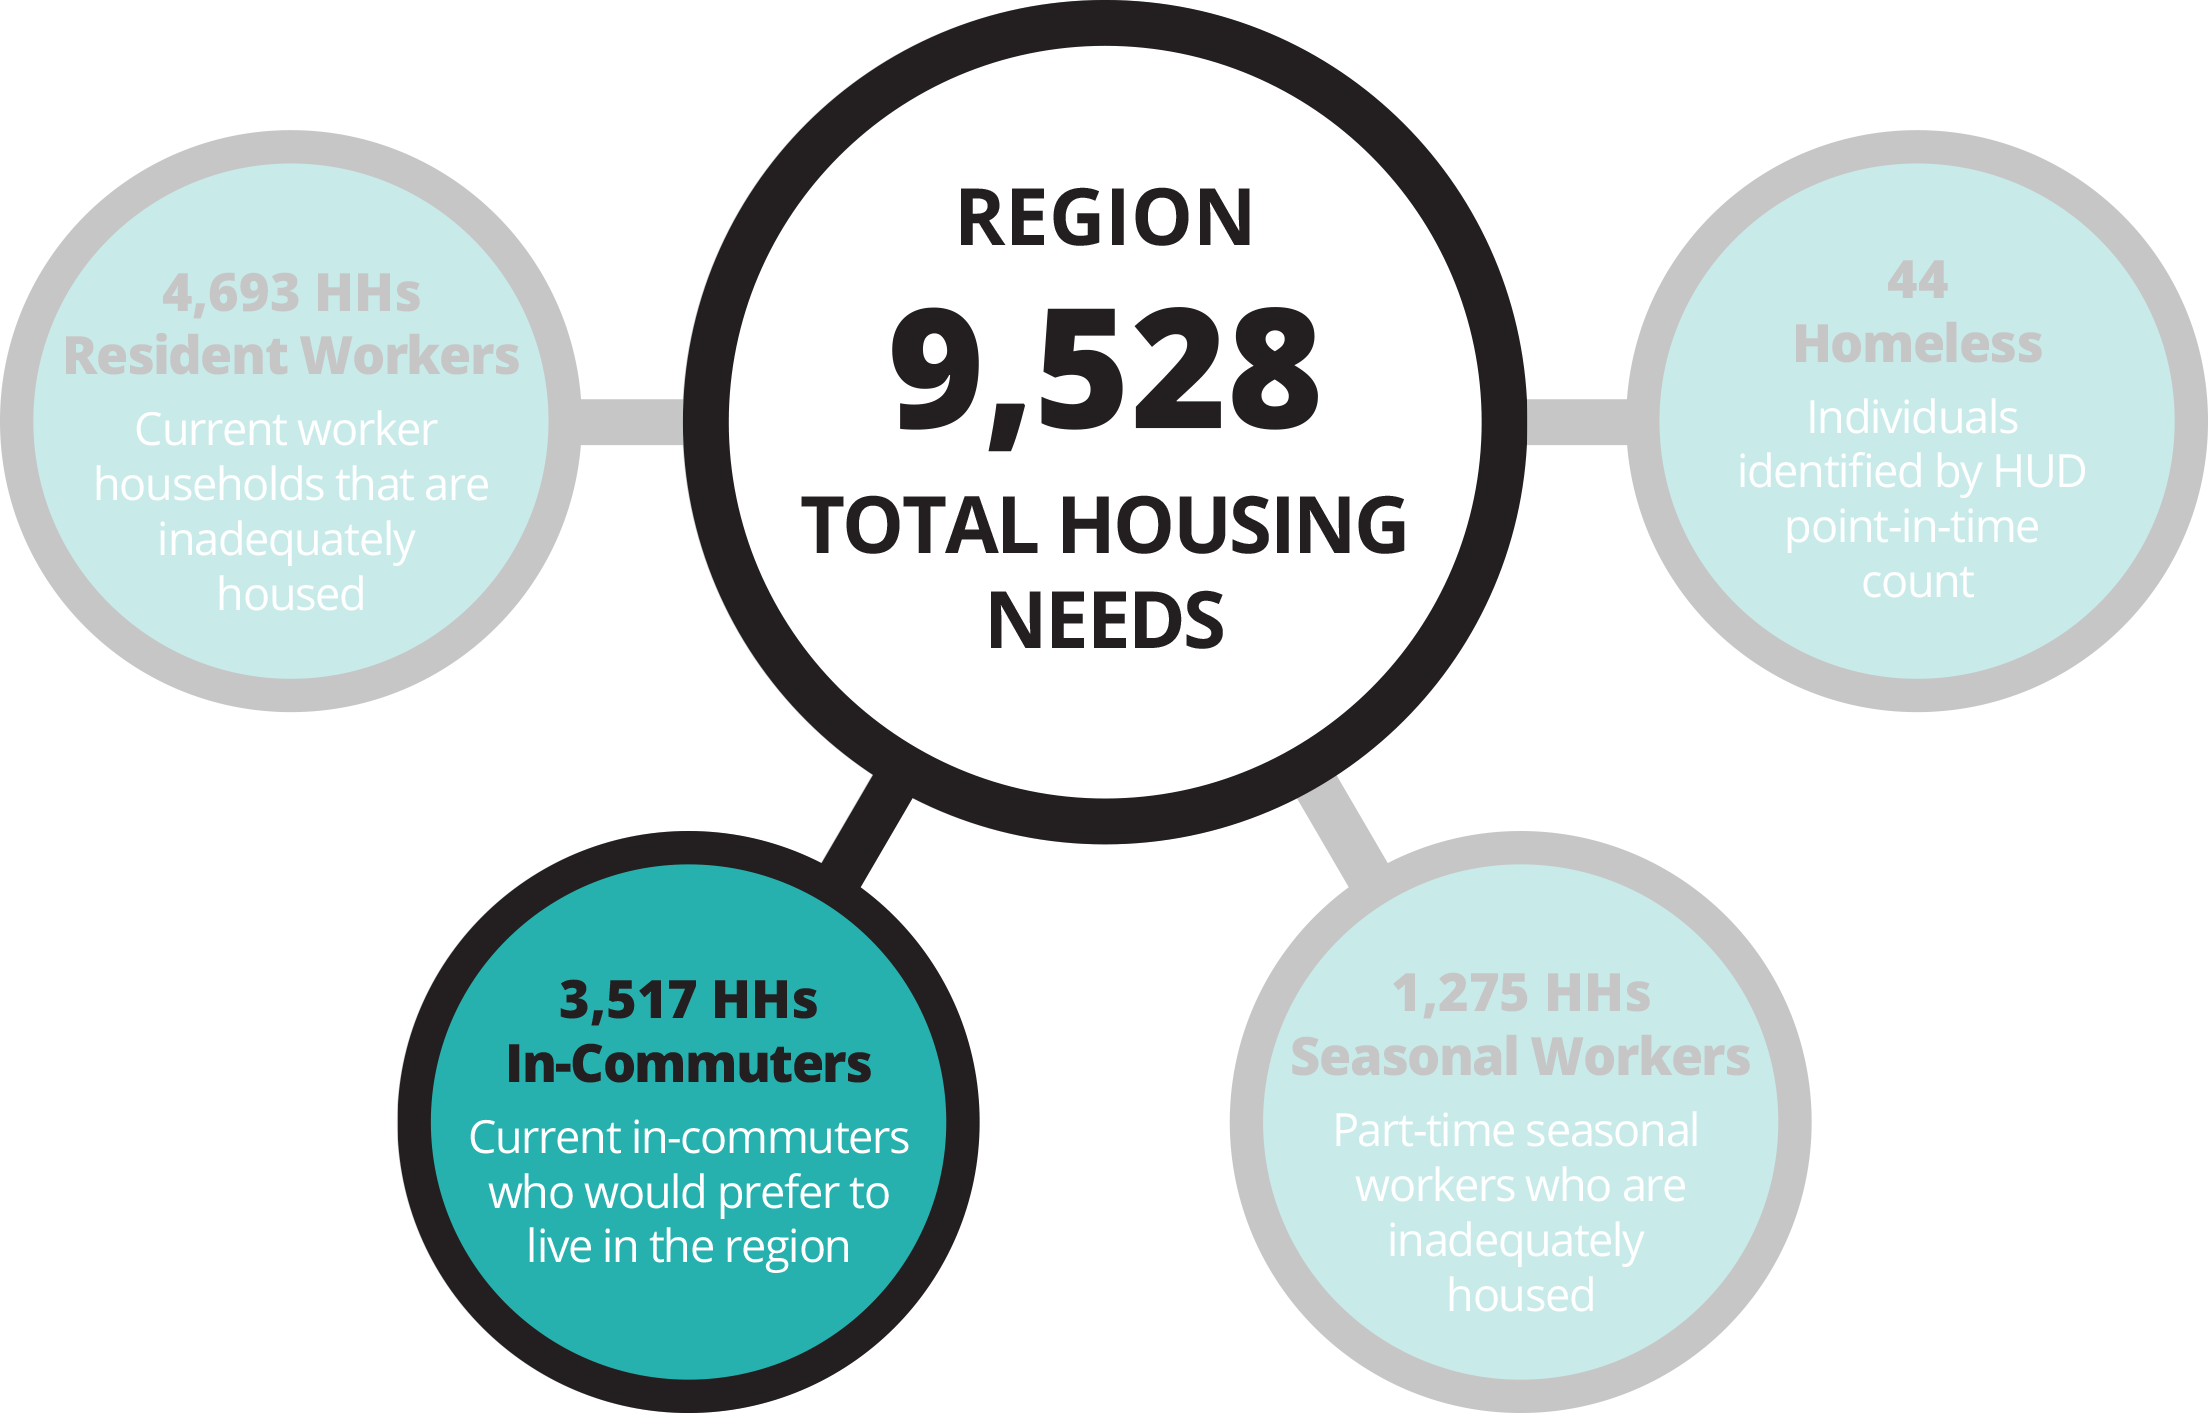 REGION
9,528
TOTAL HOUSING
NEEDS
4,693 HHs
Resident Workers
Current worker
households that are
inadequately
housed
44
Homeless
Individuals
identified by HUD
point-in-time
count
3,517 HHs
In-Commuters
Current in-commuters
who would prefer to
live in the region
1,275 HHs
Seasonal Workers
Part-time seasonal
workers who are
inadequately
housed